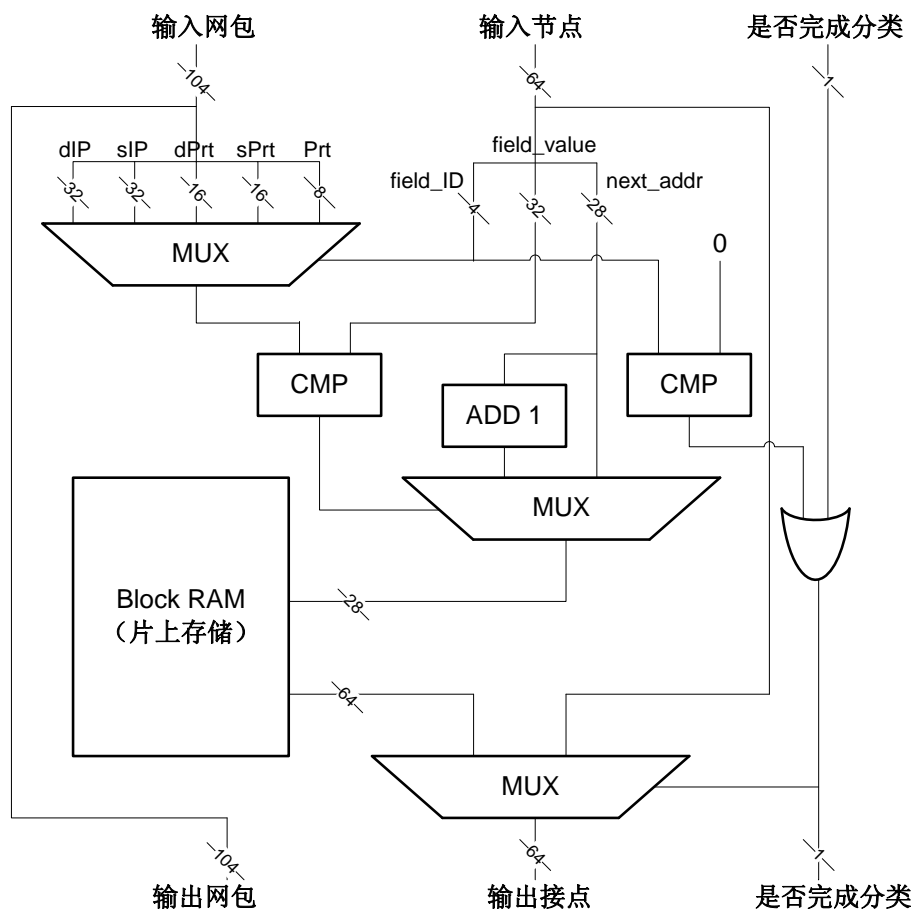 输入网包
输入节点
是否完成分类
104
64
1
dIP
sIP
dPrt
sPrt
Prt
field_value
field_ID
next_addr
32
32
16
16
8
4
32
28
MUX
0
CMP
ADD 1
CMP
MUX
Block RAM
（片上存储）
28
64
MUX
104
64
1
输出网包
输出接点
是否完成分类